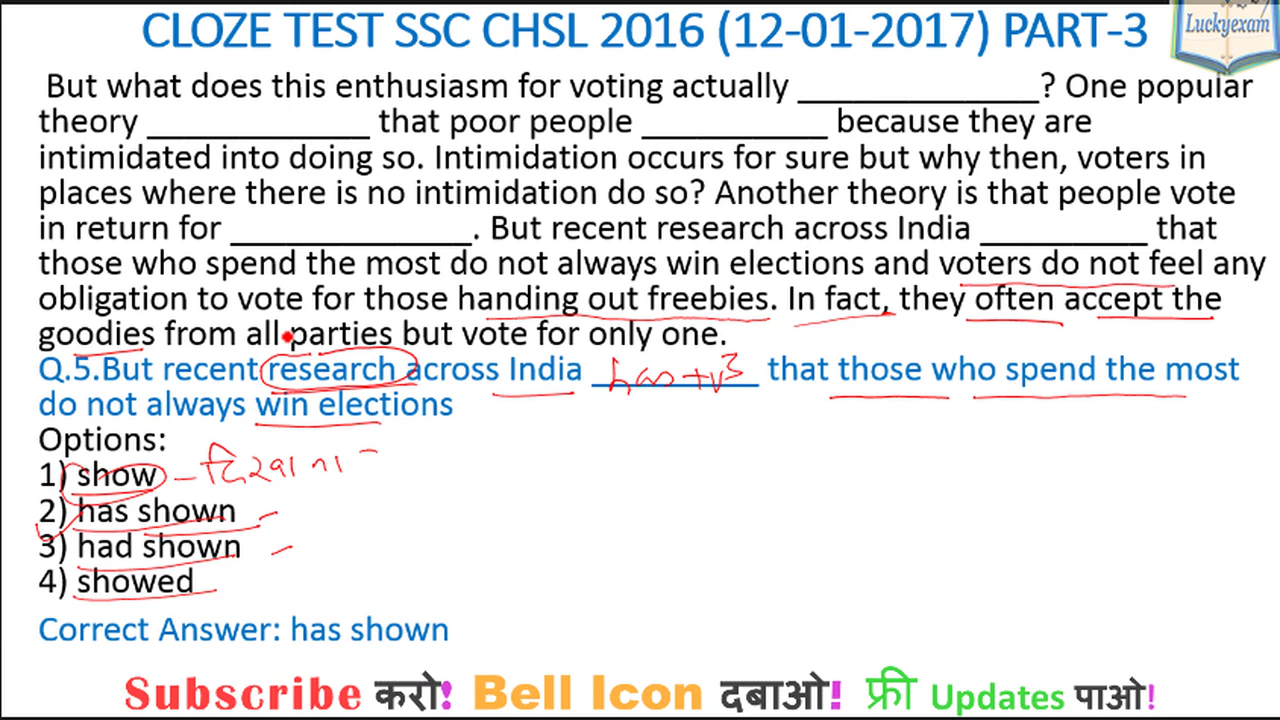 CLOZE TEST SSC CHSL 2016 (12-01-2017) PART-3
Luckyexam
But what does this enthusiasm for voting actually _____________? One popular
theory ____________ that poor people __________ because they are
intimidated into doing so. Intimidation occurs for sure but why then, voters in
places where there is no intimidation do so? Another theory is that people vote
in return for _____________. But recent research across India _________ that
those who spend the most do not always win elections and voters do not feel any
obligation to vote for those handing out freebies. In fact, they often accept the
goodies from all parties but vote for only one.
Q.5.But recent research across India has+v3 that those who spend the most
do not always win elections
Options:
1) show
2) has shown
3) had shown
4) showed
Correct Answer: has shown
Subscribe करो! Bell Icon दबाओ! फ्री Updates पाओ!